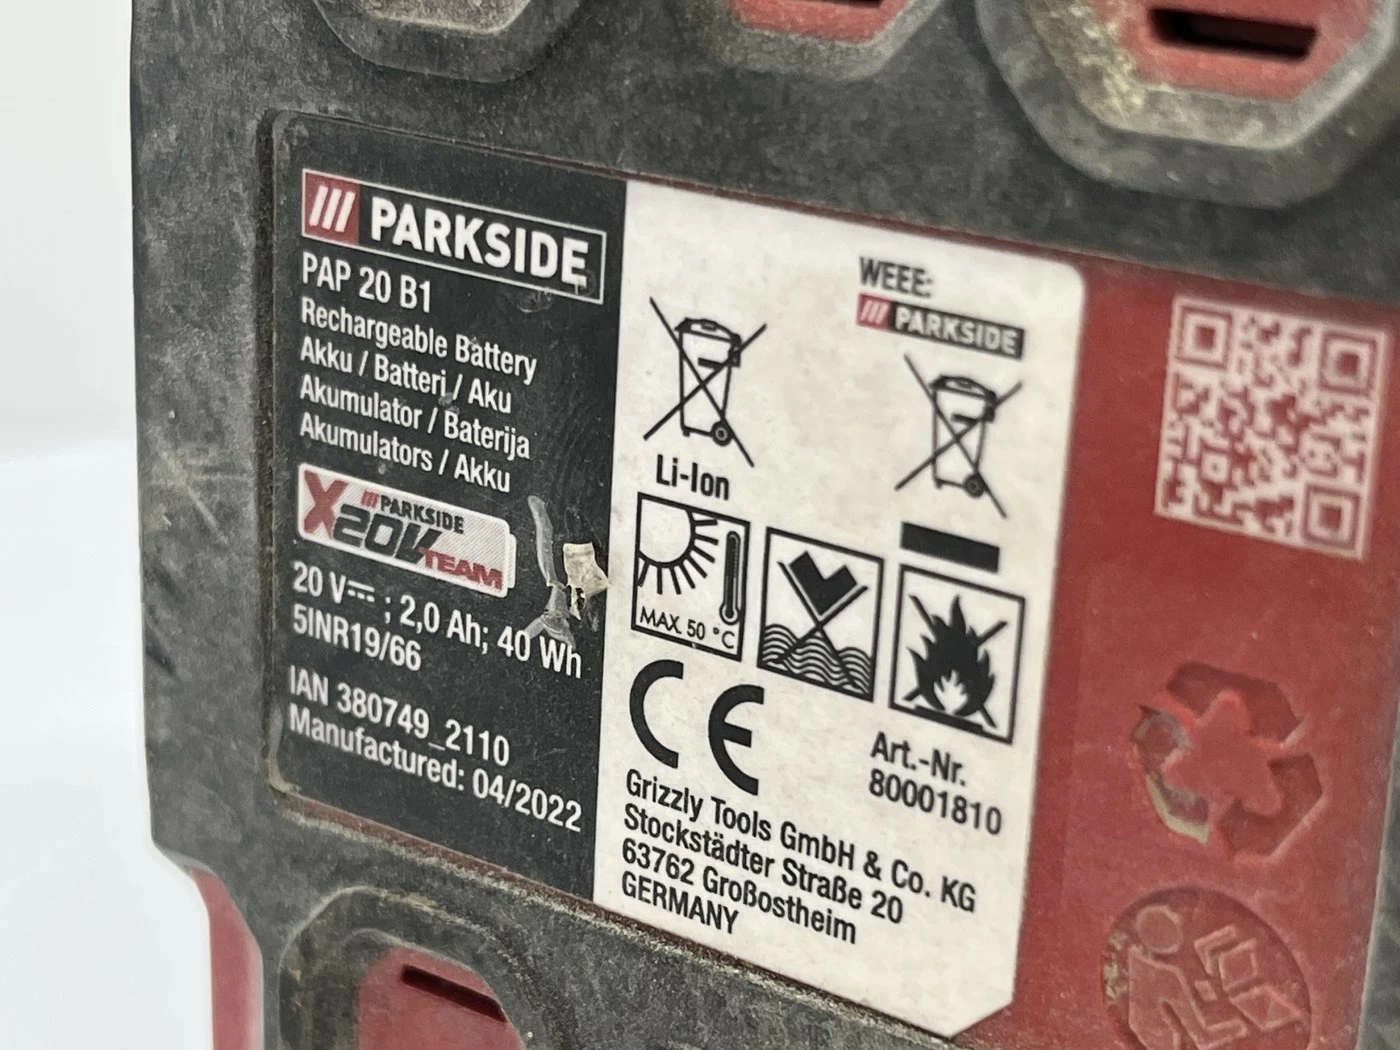 PARKSIDE
PAP 20 B1
Rechargeable Battery
Akku / Batteri / Aku
Akumulator / Baterija
Akumulators / Akku
X PARKSIDE
20V TEAM
20 V⎓ ; 2,0 Ah; 40 Wh
5INR19/66
IAN 380749_2110
Manufactured: 04/2022
WEEE:
PARKSIDE
Li-Ion
MAX. 50 °C
CE
Art.-Nr.
80001810
Grizzly Tools GmbH & Co. KG
Stockstädter Straße 20
63762 Großostheim
GERMANY